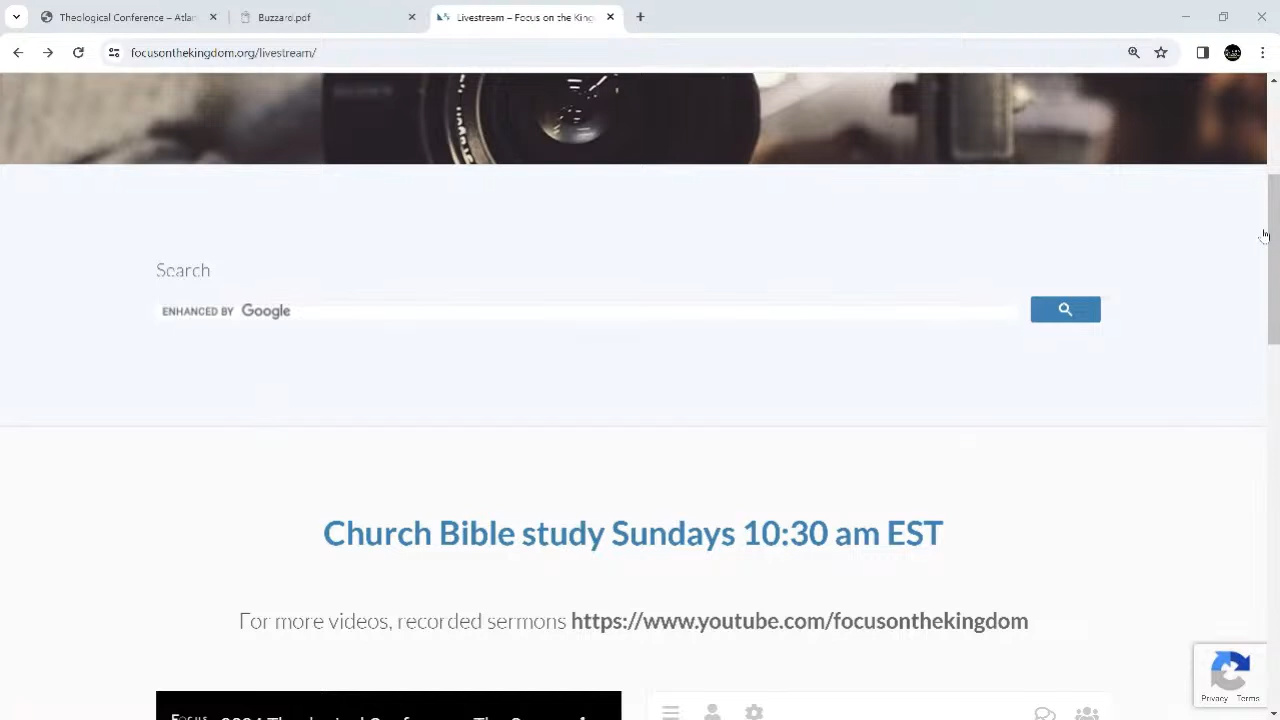 Theological Conference – Atlan
Buzzard.pdf
Livestream – Focus on the King
focusonthekingdom.org/livestream/
Search
ENHANCED BY Google
Church Bible study Sundays 10:30 am EST
For more videos, recorded sermons https://www.youtube.com/focusonthekingdom
Privacy - Terms